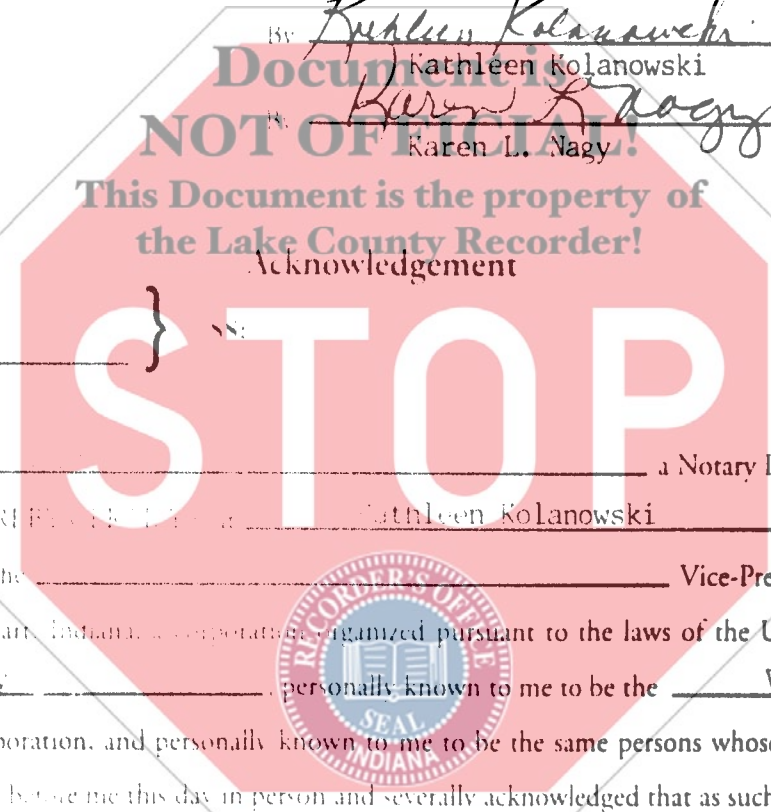 By Kathleen Kolanowski
Document is
Kathleen Kolanowski
Karen L Nagy
NOT OFFICIAL!
Karen L. Nagy
This Document is the property of
the Lake County Recorder!
Acknowledgement
} SS:
STOP
a Notary
Kathleen Kolanowski
Vice-Pre
Indiana, a corporation organized pursuant to the laws of the U
personally known to me to be the
poration, and personally known to me to be the same persons whose
before me this day in person and severally acknowledged that as such
RECORDER'S OFFICE
SEAL
INDIANA